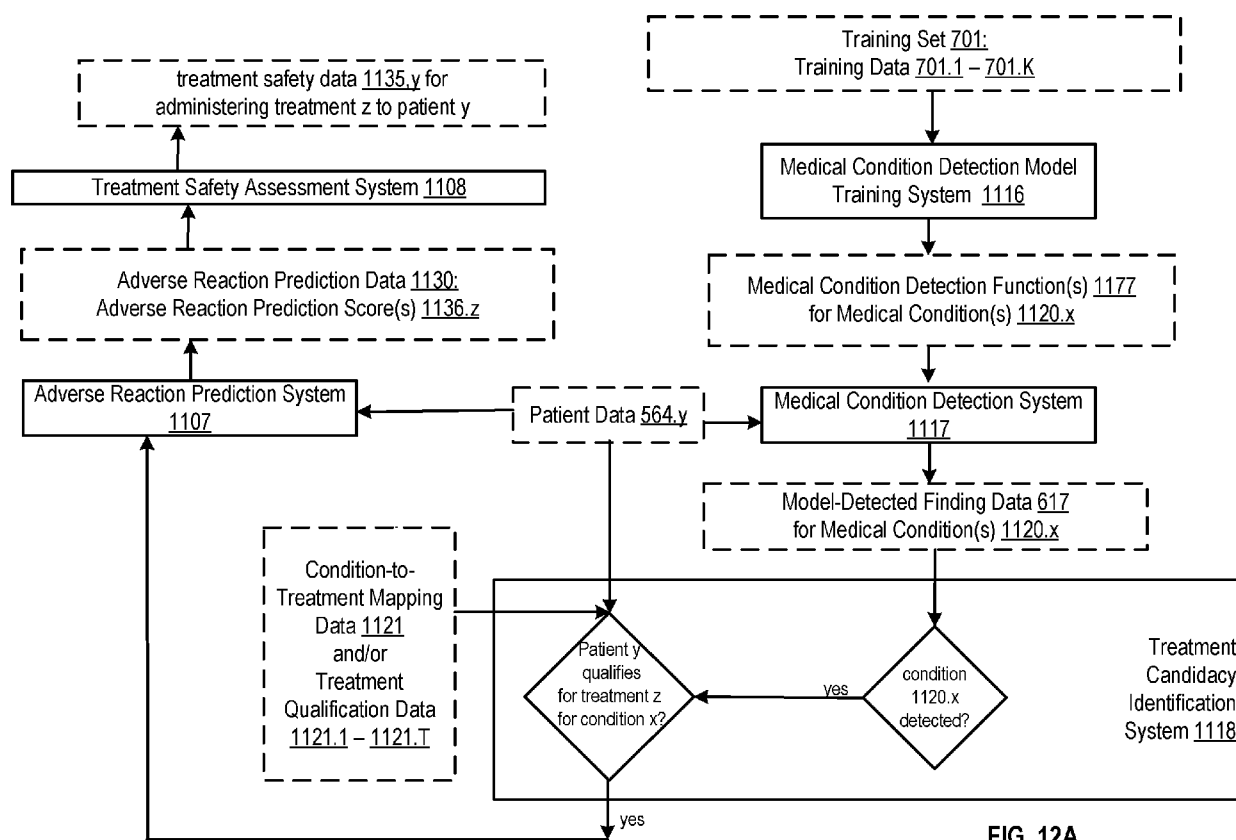 Training Set 701:
Training Data 701.1 – 701.K
treatment safety data 1135,y for
administering treatment z to patient y
Medical Condition Detection Model
Training System 1116
Treatment Safety Assessment System 1108
Adverse Reaction Prediction Data 1130:
Adverse Reaction Prediction Score(s) 1136.z
Medical Condition Detection Function(s) 1177
for Medical Condition(s) 1120.x
Adverse Reaction Prediction System
1107
Patient Data 564.y
Medical Condition Detection System
1117
Model-Detected Finding Data 617
for Medical Condition(s) 1120.x
Condition-to-
Treatment Mapping
Data 1121
and/or
Treatment
Qualification Data
1121.1 – 1121.T
Patient y
qualifies
for treatment z
for condition x?
yes
condition
1120.x
detected?
Treatment
Candidacy
Identification
System 1118
yes
FIG. 12A